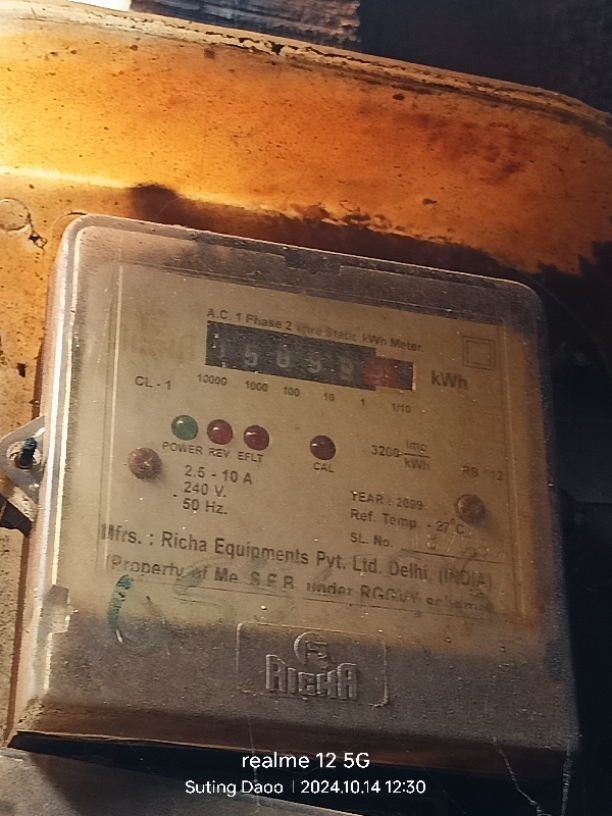 A.C. 1 Phase 2 Wire Static kWh Meter.
kWh
CL - 1
10000 1000 100 10 1 1/10
POWER REV EFLT
CAL
3200 imp/kWh
2.5 - 10 A
240 V.
50 Hz.
YEAR : 2009
Ref. Temp. - 27°C
SL. No.
Mfrs. : Richa Equipments Pvt. Ltd. Delhi, (INDIA)
Property of Me. S.E.B. under RGGVY scheme
RICHA
realme 12 5G
Suting Daoo | 2024.10.14 12:30